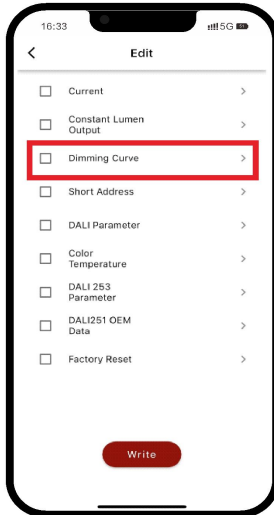 16:33
5G 51
Edit
Current
Constant Lumen
Output
Dimming Curve
Short Address
DALI Parameter
Color
Temperature
DALI 253
Parameter
DALI251 OEM
Data
Factory Reset
Write